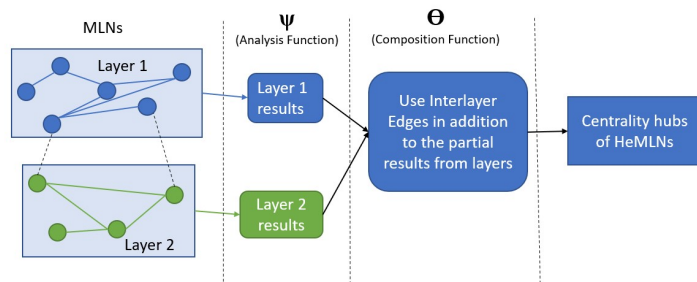 MLNs
Ψ
(Analysis Function)
Θ
(Composition Function)
Layer 1
Layer 1
results
Use Interlayer
Edges in addition
to the partial
results from layers
Centrality hubs
of HeMLNs
Layer 2
Layer 2
results